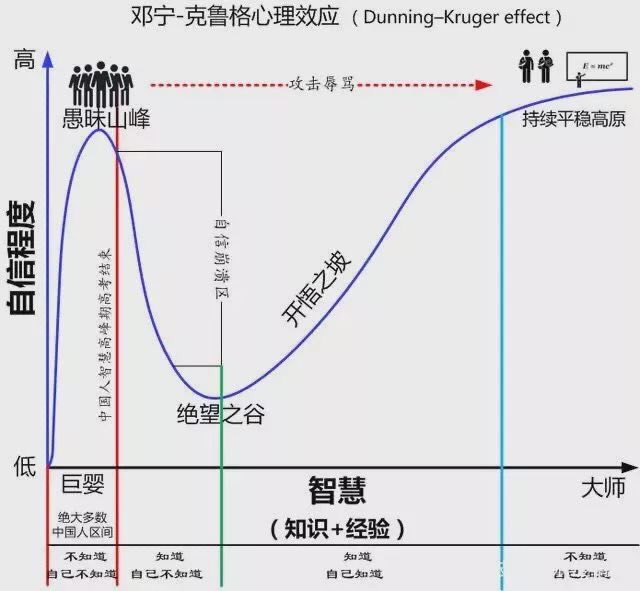 邓宁-克鲁格心理效应（Dunning–Kruger effect）
高
E = mc²
攻击辱骂
愚昧山峰
持续平稳高原
自信程度
中国人智慧高峰期高考结束
自信崩溃区
开悟之坡
绝望之谷
低
巨婴
智慧
大师
绝大多数
中国人区间
（知识+经验）
不知道
自己不知道
知道
自己不知道
知道
自己知道
不知道
自己知道